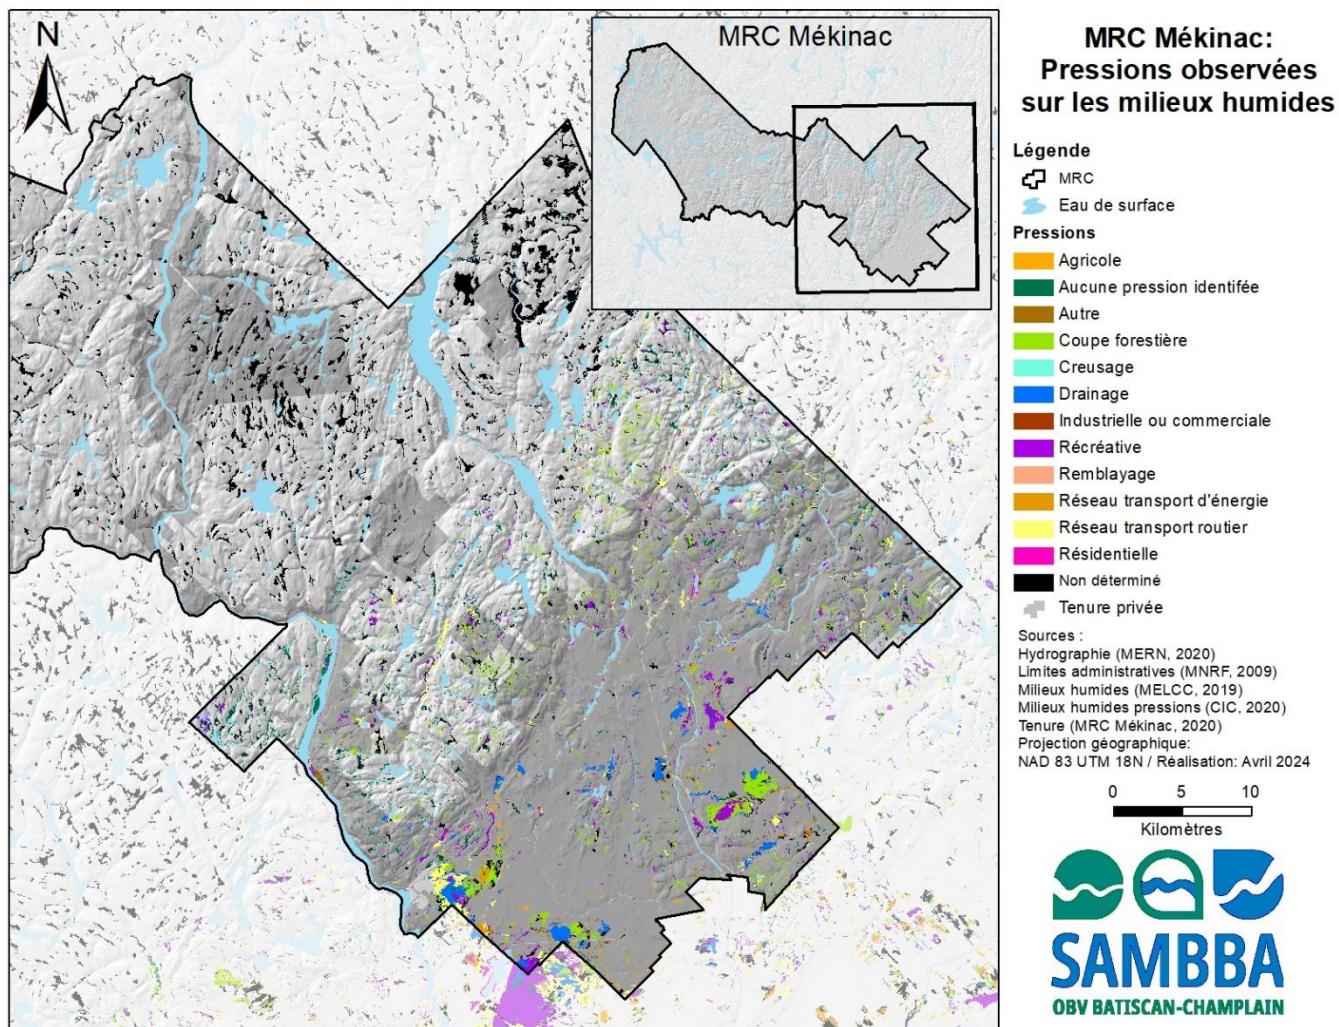 N
MRC Mékinac
MRC Mékinac:
Pressions observées
sur les milieux humides
Légende
MRC
Eau de surface
Pressions
Agricole
Aucune pression identifée
Autre
Coupe forestière
Creusage
Drainage
Industrielle ou commerciale
Récréative
Remblayage
Réseau transport d'énergie
Réseau transport routier
Résidentielle
Non déterminé
Tenure privée
Sources :
Hydrographie (MERN, 2020)
Limites administratives (MNRF, 2009)
Milieux humides (MELCC, 2019)
Milieux humides pressions (CIC, 2020)
Tenure (MRC Mékinac, 2020)
Projection géographique:
NAD 83 UTM 18N / Réalisation: Avril 2024
0 5 10
Kilomètres
SAMBBA
OBV BATISCAN-CHAMPLAIN